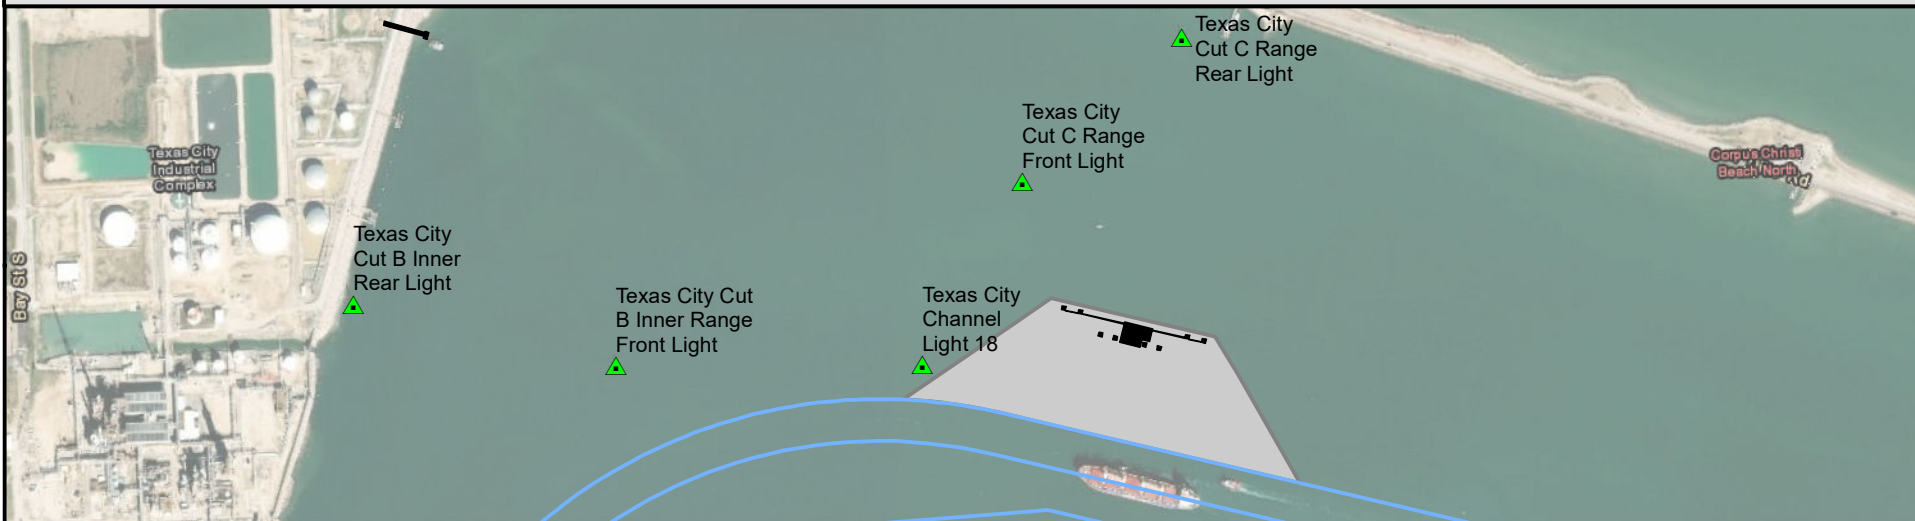 Texas City
Cut C Range
Rear Light
Texas City
Cut C Range
Front Light
Texas City
Industrial
Complex
Corpus Christi
Beach North
Rd
Texas City
Cut B Inner
Rear Light
Bay St S
Texas City Cut
B Inner Range
Front Light
Texas City
Channel
Light 18